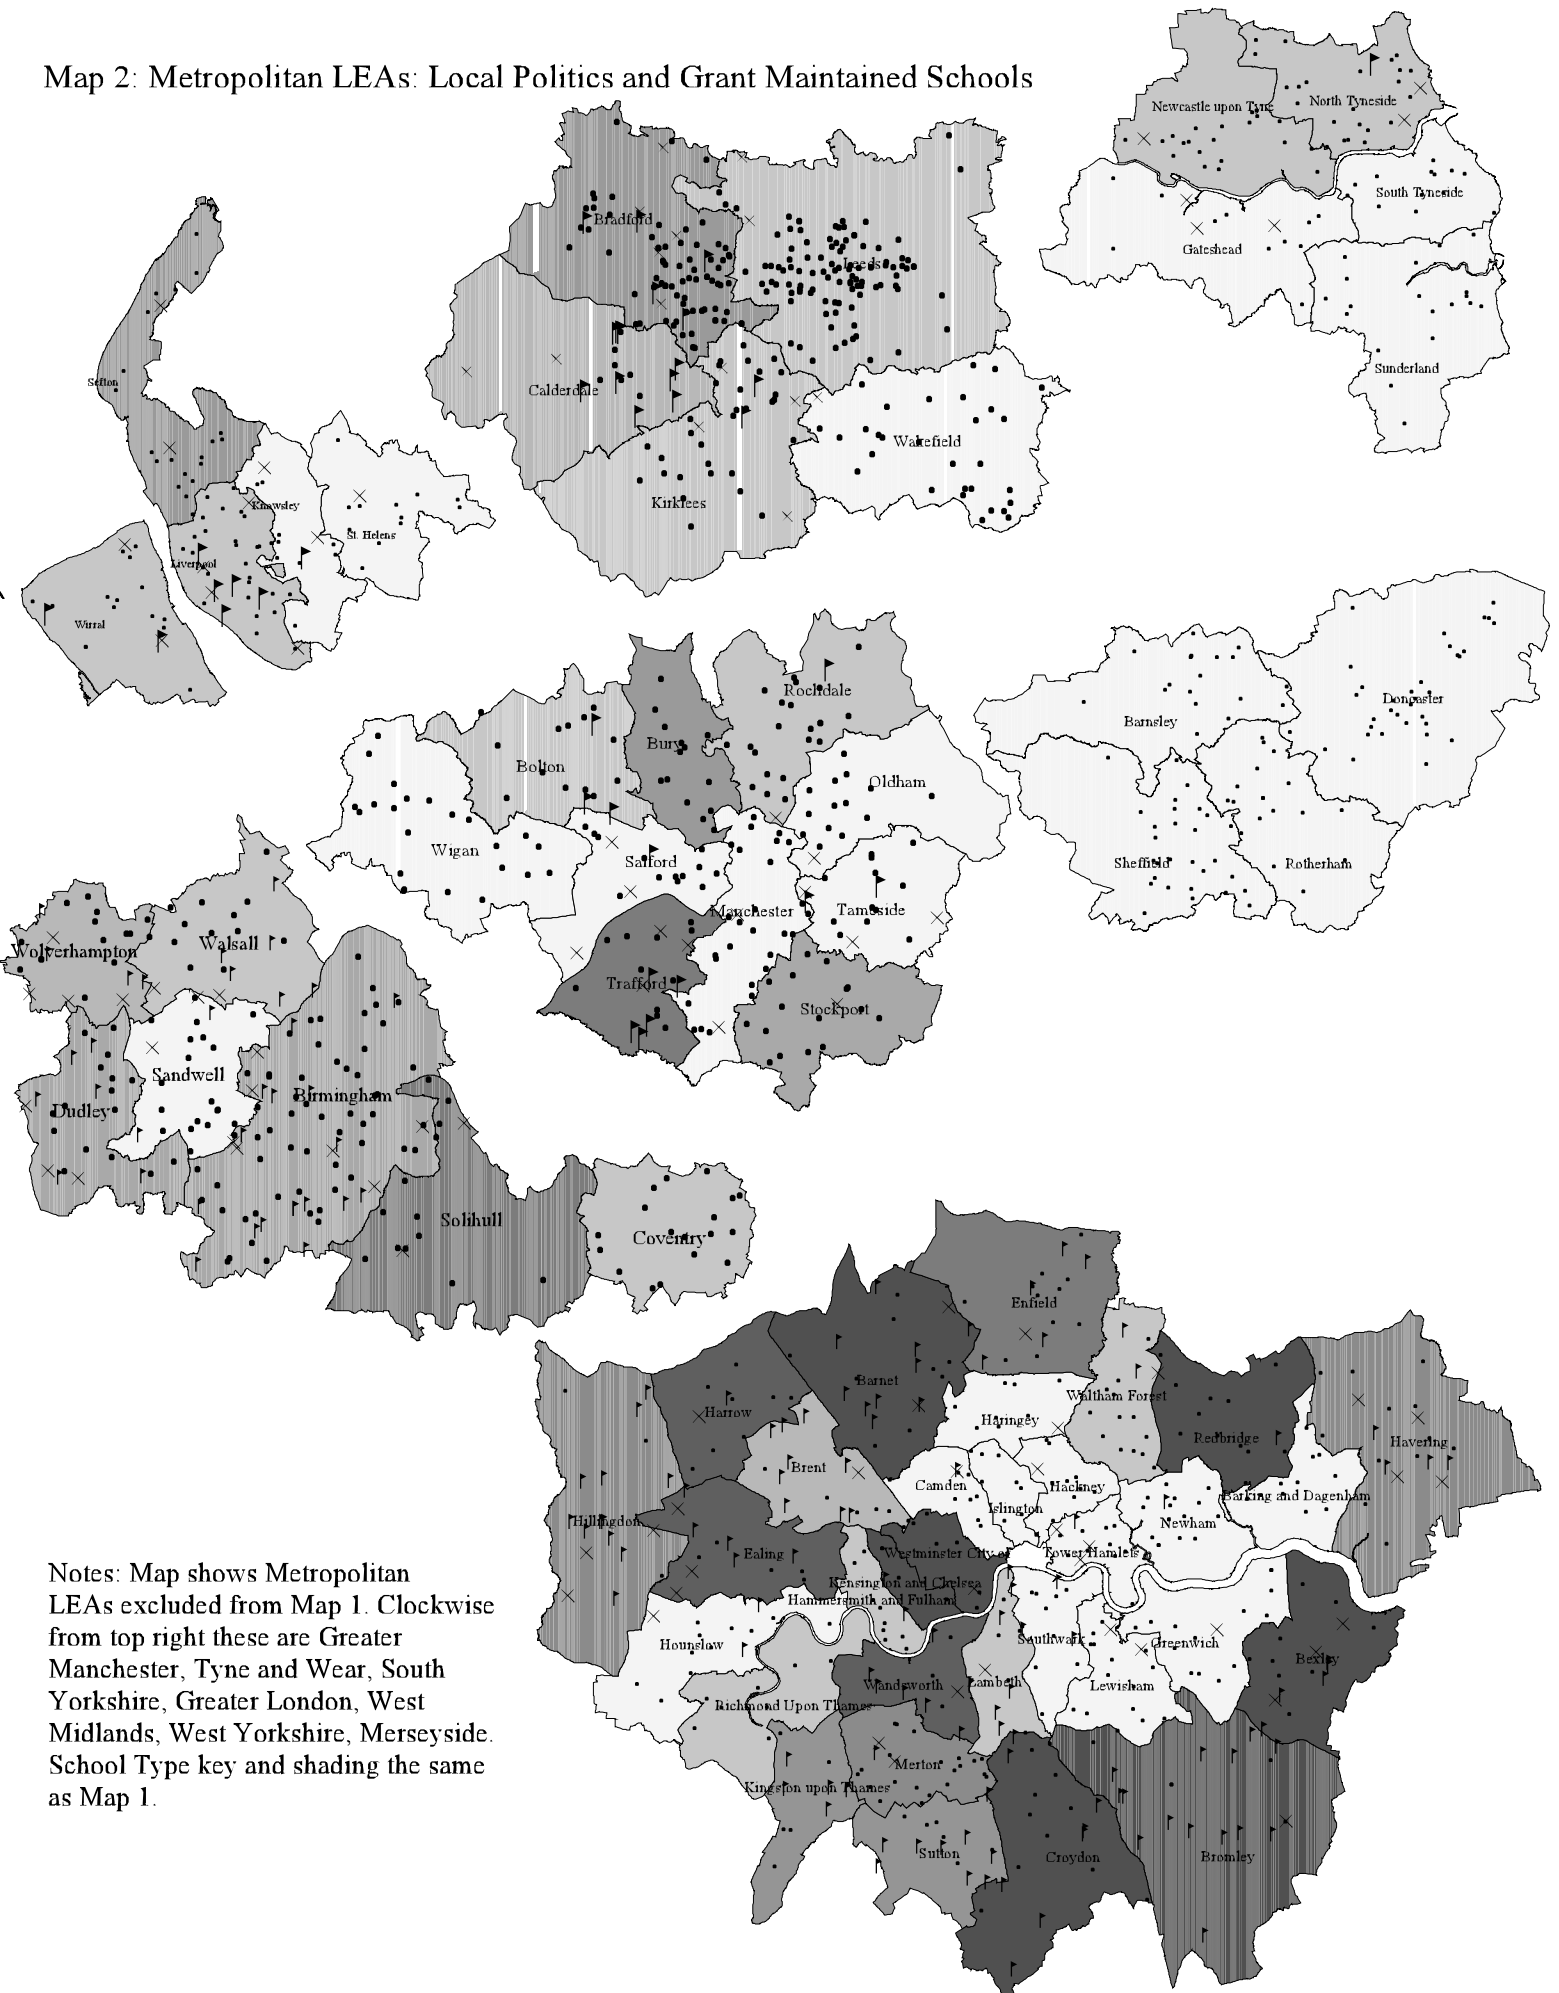 Map 2: Metropolitan LEAs: Local Politics and Grant Maintained Schools
Newcastle upon Tyne
North Tyneside
South Tyneside
Gateshead
Sunderland
Bradford
Leeds
Calderdale
Wakefield
Kirklees
Sefton
Knowsley
St. Helens
Liverpool
Wirral
Rochdale
Bury
Bolton
Oldham
Wigan
Salford
Manchester
Tameside
Trafford
Stockport
Barnsley
Doncaster
Sheffield
Rotherham
Wolverhampton
Walsall
Sandwell
Dudley
Birmingham
Solihull
Coventry
Enfield
Barnet
Harrow
Haringey
Waltham Forest
Redbridge
Havering
Brent
Camden
Hackney
Islington
Barking and Dagenham
Newham
Hillingdon
Ealing
Westminster City of
Tower Hamlets
Kensington and Chelsea
Hammersmith and Fulham
Hounslow
Southwark
Greenwich
Bexley
Wandsworth
Lambeth
Lewisham
Richmond Upon Thames
Merton
Kingston upon Thames
Sutton
Croydon
Bromley
Notes: Map shows Metropolitan
LEAs excluded from Map 1. Clockwise
from top right these are Greater
Manchester, Tyne and Wear, South
Yorkshire, Greater London, West
Midlands, West Yorkshire, Merseyside.
School Type key and shading the same
as Map 1.